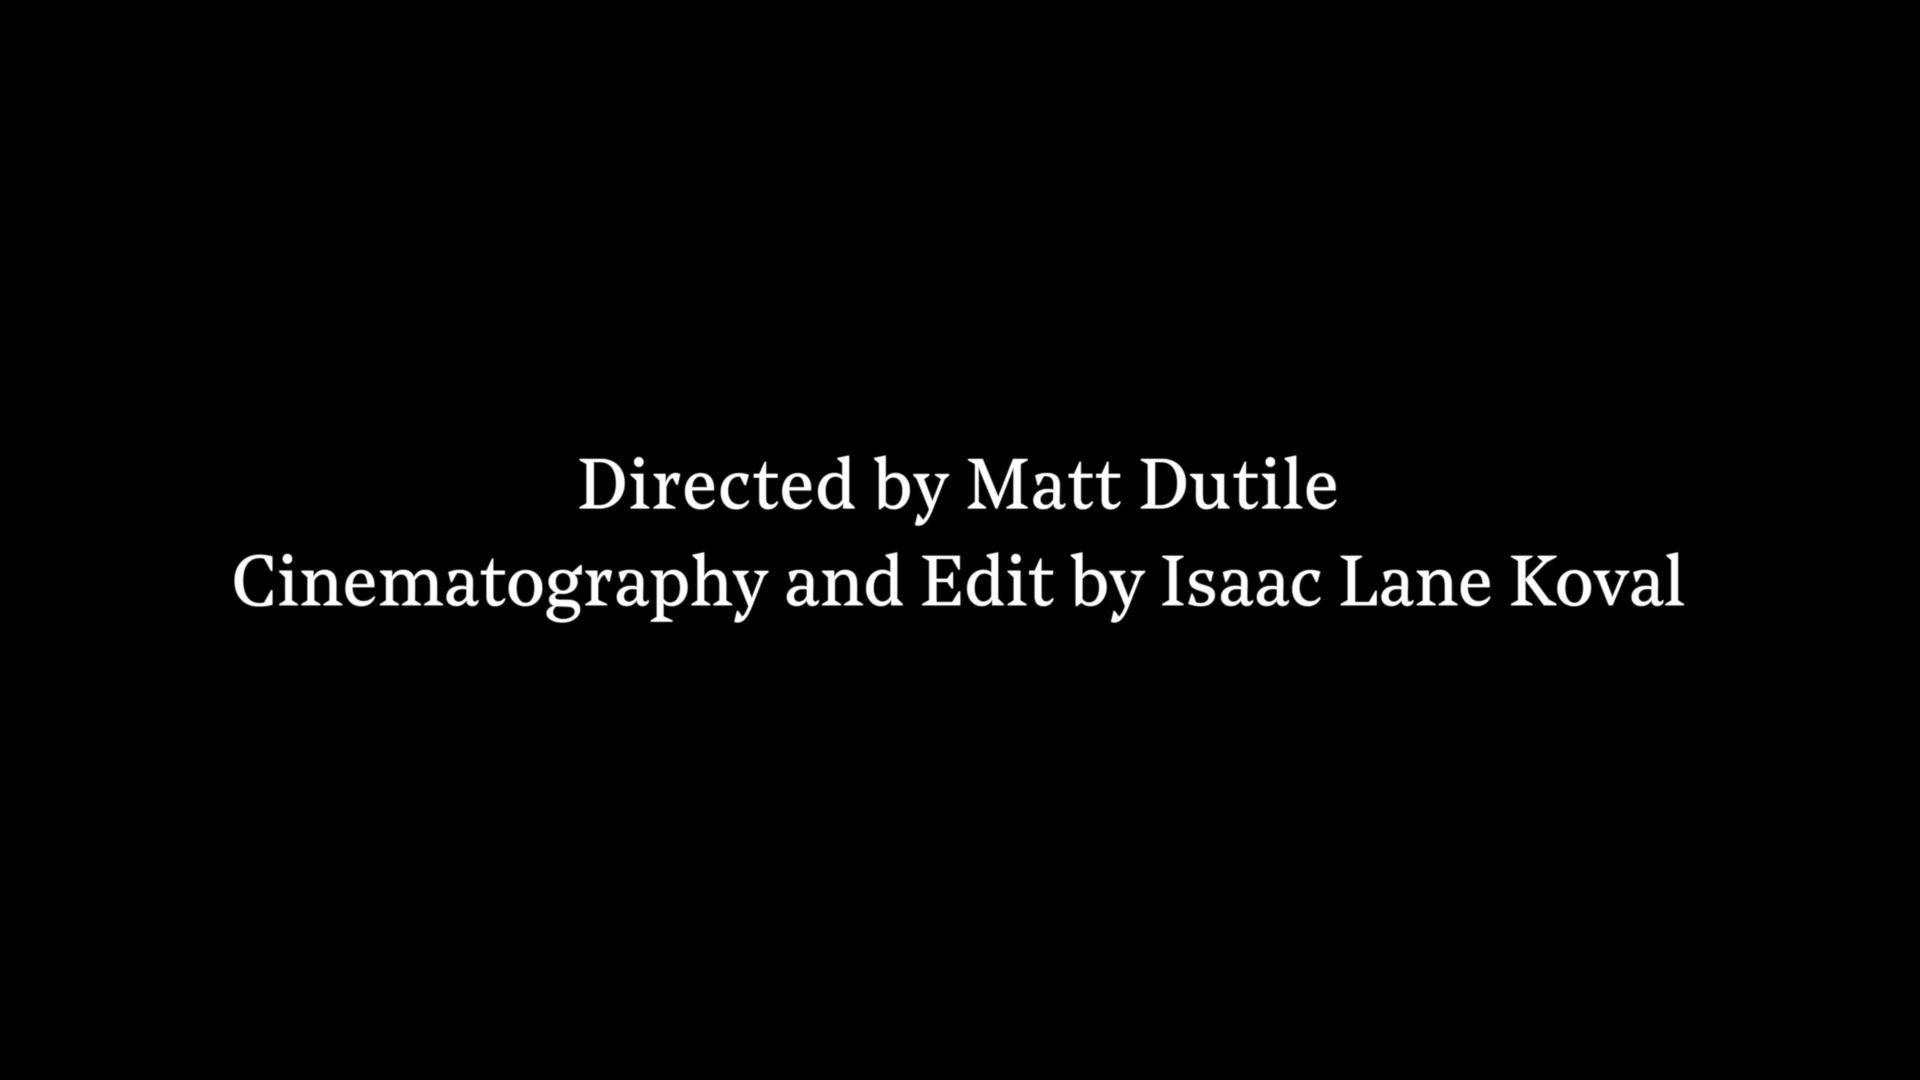 Directed by Matt Dutile
Cinematography and Edit by Isaac Lane Koval